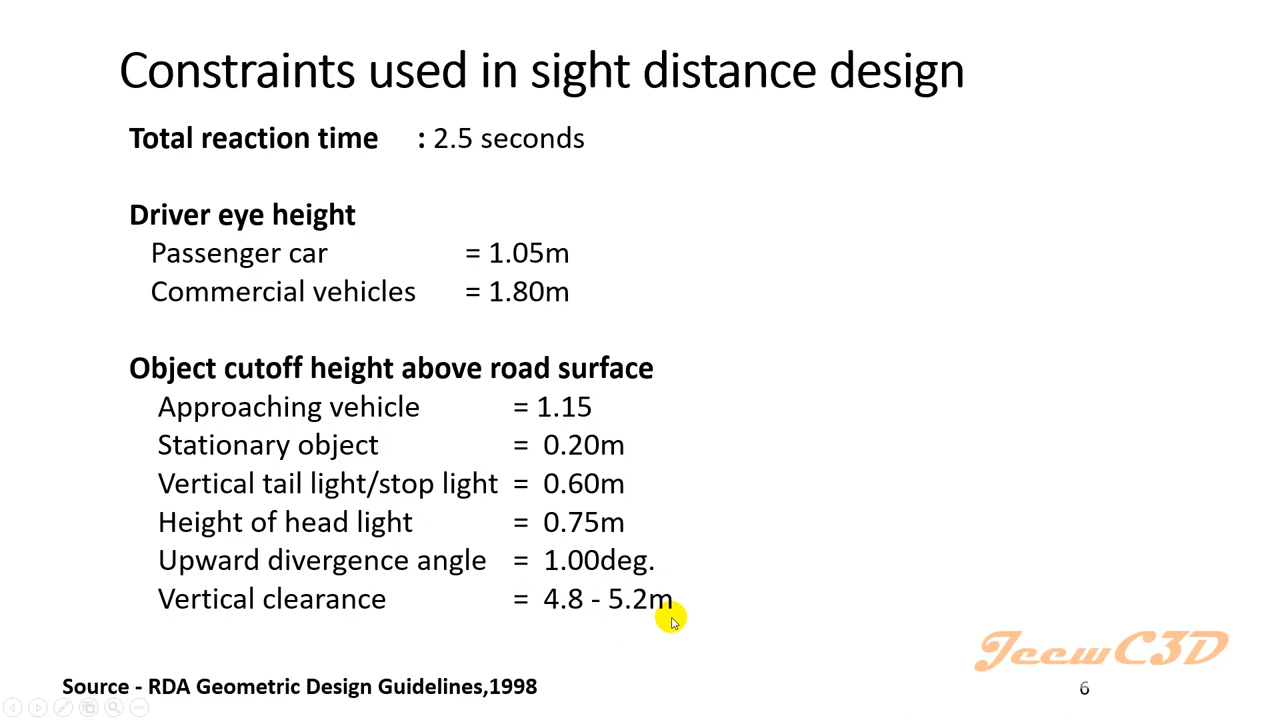 Constraints used in sight distance design
Total reaction time : 2.5 seconds
Driver eye height
Passenger car = 1.05m
Commercial vehicles = 1.80m
Object cutoff height above road surface
Approaching vehicle = 1.15
Stationary object = 0.20m
Vertical tail light/stop light = 0.60m
Height of head light = 0.75m
Upward divergence angle = 1.00deg.
Vertical clearance = 4.8 - 5.2m
JeewC3D
Source - RDA Geometric Design Guidelines,1998
6